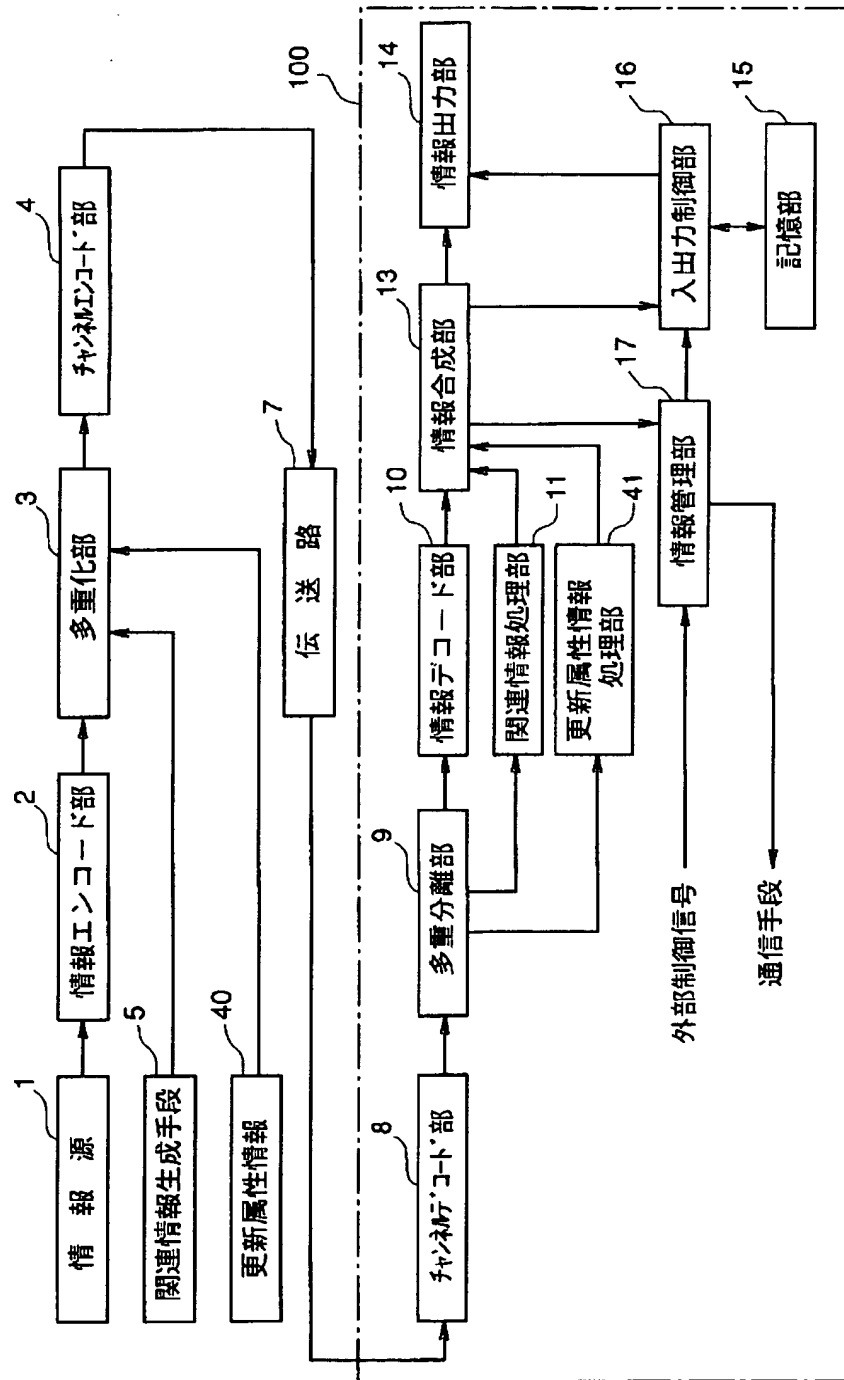 1
情報源
2
情報エンコード部
3
多重化部
4
チャンネルエンコード部
5
関連情報生成手段
40
更新属性情報
7
伝送路
100
8
チャンネルデコード部
9
多重分離部
10
情報デコード部
11
関連情報処理部
41
更新属性情報
処理部
13
情報合成部
14
情報出力部
16
入出力制御部
15
記憶部
17
情報管理部
外部制御信号
通信手段